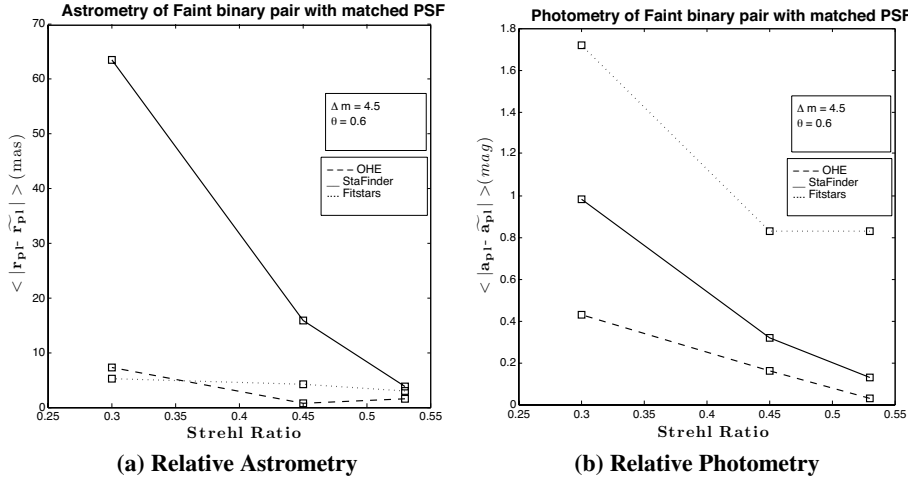 Astrometry of Faint binary pair with matched PSF
70
60
50
40
30
20
10
0
0.25 0.3 0.35 0.4 0.45 0.5 0.55
< |r_pl - r̃_pl| > (mas)
Strehl Ratio
Δ m = 4.5
θ = 0.6
OHE
StaFinder
Fitstars
(a) Relative Astrometry
Photometry of Faint binary pair with matched PSF
1.8
1.6
1.4
1.2
1
0.8
0.6
0.4
0.2
0
0.25 0.3 0.35 0.4 0.45 0.5 0.55
< |a_pl - ã_pl| > (mag)
Strehl Ratio
Δ m = 4.5
θ = 0.6
OHE
StaFinder
Fitstars
(b) Relative Photometry